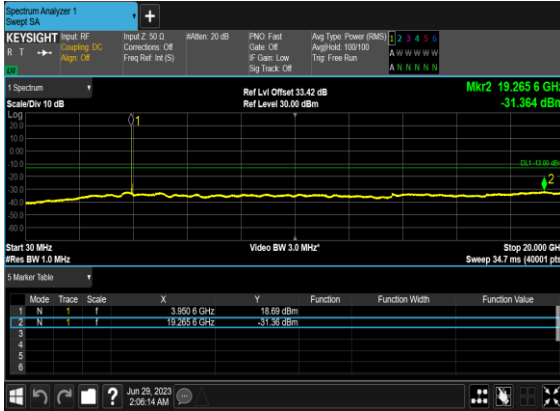 Spectrum Analyzer 1
Swept SA
+
KEYSIGHT Input: RF Input Z: 50 Ω #Atten: 20 dB PNO: Fast Avg Type: Power (RMS) 1 2 3 4 5 6
R T Coupling: DC Corrections: Off Gate: Off Avg|Hold: 100/100 A W W W W W
Align: Off Freq Ref: Int (S) IF Gain: Low Trig: Free Run A N N N N N
Sig Track: Off
1 Spectrum Ref Lvl Offset 33.42 dB Mkr2 19.265 6 GHz
Scale/Div 10 dB Ref Level 30.00 dBm -31.364 dBm
Log
20.0
10.0
0.00
-10.0
-20.0
-30.0
-40.0
-50.0
-60.0
1
DL1 -13.00 dBm
2
Start 30 MHz Video BW 3.0 MHz* Stop 20.000 GHz
#Res BW 1.0 MHz Sweep 34.7 ms (40001 pts)
5 Marker Table
Mode Trace Scale X Y Function Function Width Function Value
1 N 1 f 3.950 6 GHz 18.69 dBm
2 N 1 f 19.265 6 GHz -31.36 dBm
3
4
5
6
? Jun 29, 2023
2:06:14 AM